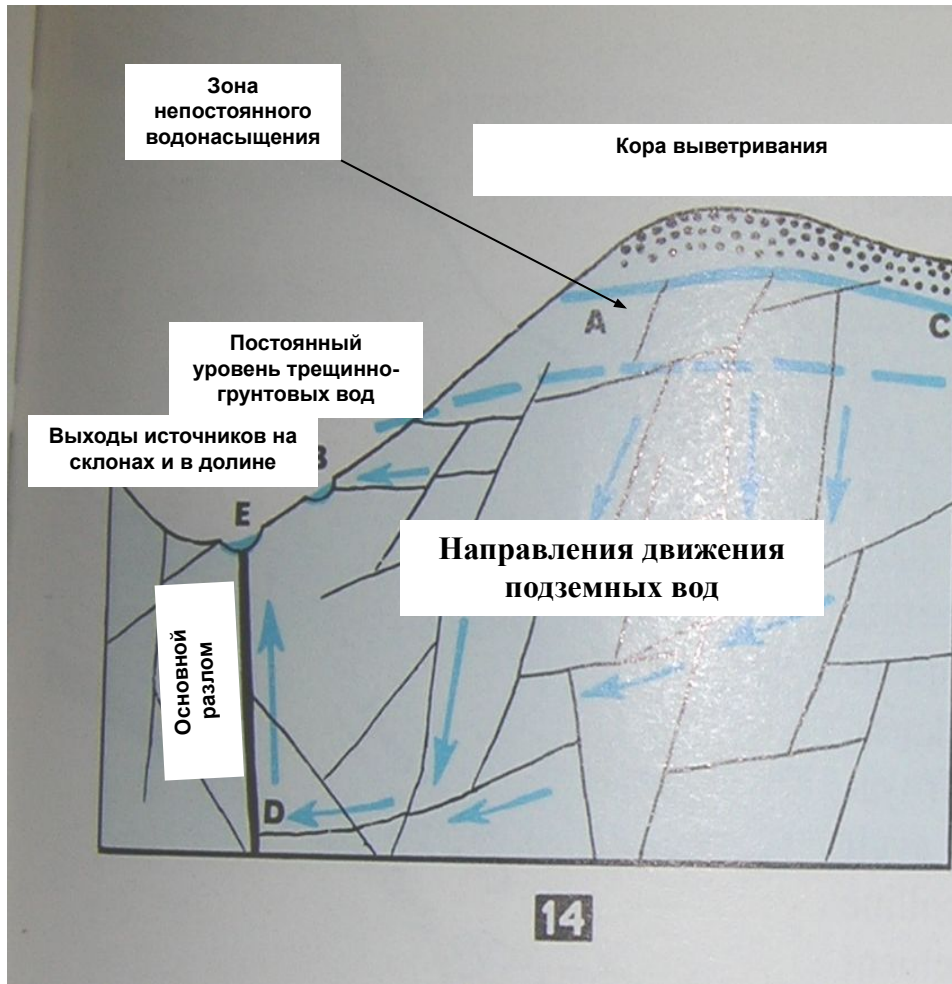 Зона
непостоянного
водонасыщения
Кора выветривания
A
C
Постоянный
уровень трещинно-
грунтовых вод
Выходы источников на
склонах и в долине
B
E
Направления движения
подземных вод
Основной
разлом
D
14